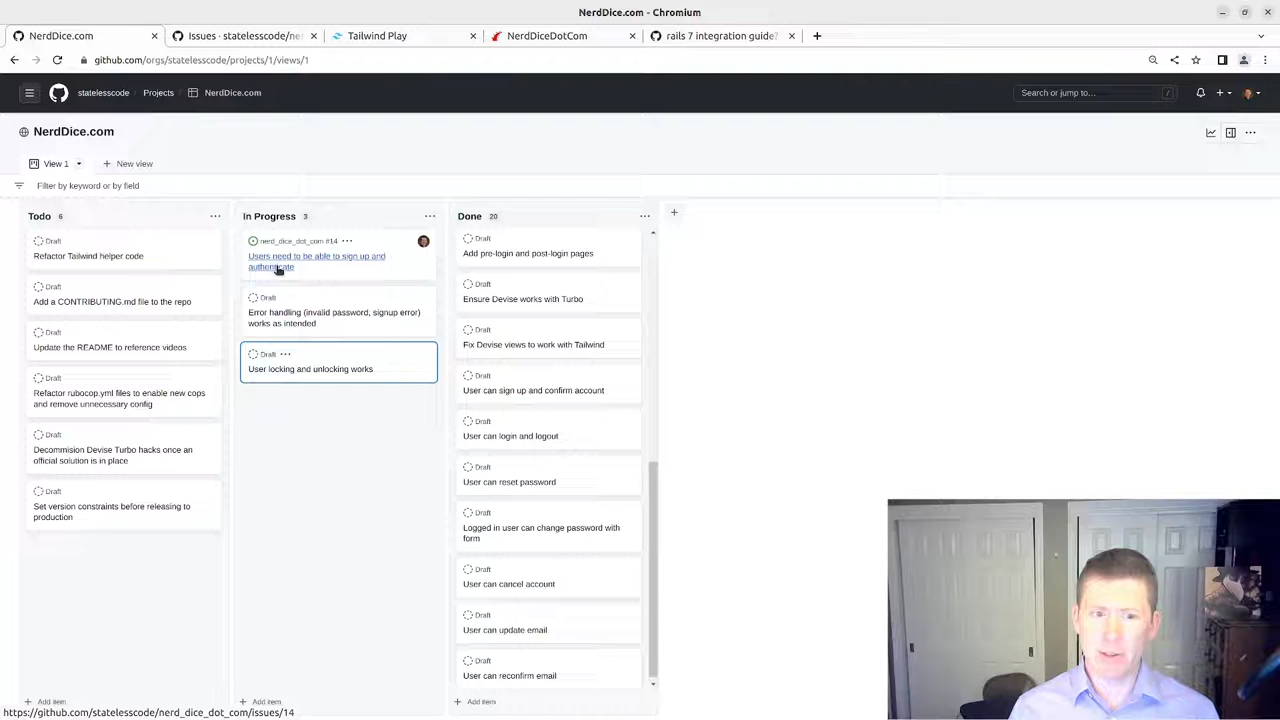 NerdDice.com - Chromium
NerdDice.com
Issues · statelesscode/ner
Tailwind Play
NerdDiceDotCom
rails 7 integration guide?
github.com/orgs/statelesscode/projects/1/views/1
statelesscode / Projects / NerdDice.com
Search or jump to...
/
NerdDice.com
View 1
New view
Filter by keyword or by field
Todo 6
Draft
Refactor Tailwind helper code
Draft
Add a CONTRIBUTING.md file to the repo
Draft
Update the README to reference videos
Draft
Refactor rubocop.yml files to enable new cops
and remove unnecessary config
Draft
Decommision Devise Turbo hacks once an
official solution is in place
Draft
Set version constraints before releasing to
production
Add item
In Progress 3
nerd_dice_dot_com #14
Users need to be able to sign up and
authenticate
Draft
Error handling (invalid password, signup error)
works as intended
Draft
User locking and unlocking works
Add item
Done 20
Draft
Add pre-login and post-login pages
Draft
Ensure Devise works with Turbo
Draft
Fix Devise views to work with Tailwind
Draft
User can sign up and confirm account
Draft
User can login and logout
Draft
User can reset password
Draft
Logged in user can change password with
form
Draft
User can cancel account
Draft
User can update email
Draft
User can reconfirm email
Add item
https://github.com/statelesscode/nerd_dice_dot_com/issues/14